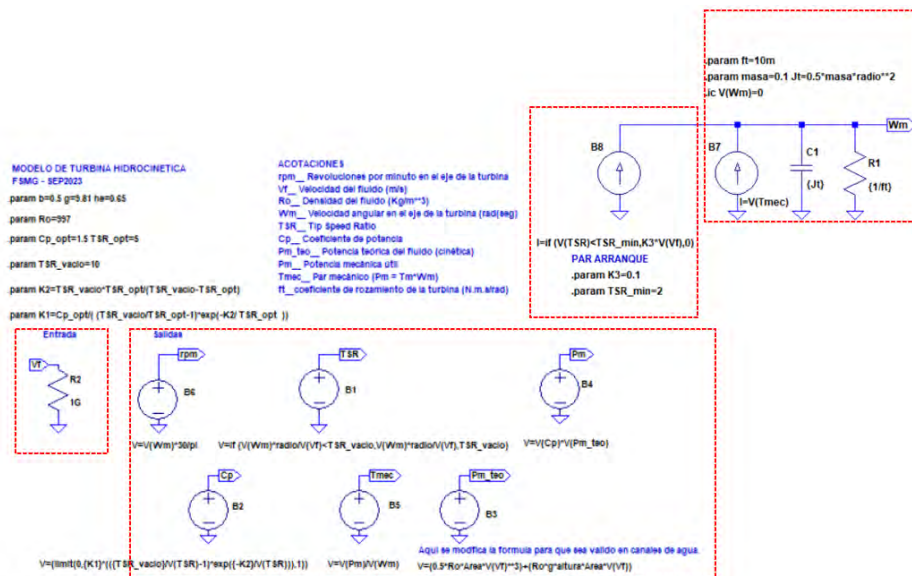 .param ft=10m
.param masa=0.1 Jt=0.5*masa*radio**2
.ic V(Wm)=0
Wm
B8
B7
C1
R1
{Jt}
{1/ft}
I=V(Tmec)
I=if (V(TSR)<TSR_min,K3*V(Vf),0)
PAR ARRANQUE
.param K3=0.1
.param TSR_min=2
MODELO DE TURBINA HIDROCINETICA
FSMG - SEP2023
.param b=0.5 g=9.81 he=0.65
.param Ro=997
.param Cp_opt=1.5 TSR_opt=5
.param TSR_vacio=10
.param K2=TSR_vacio*TSR_opt/(TSR_vacio-TSR_opt)
.param K1=Cp_opt/( (TSR_vacio/TSR_opt-1)*exp(-K2/ TSR_opt ))
ACOTACIONES
rpm__ Revoluciones por minuto en el eje de la turbina
Vf__ Velocidad del fluido (m/s)
Ro__ Densidad del fluido (Kg/m**3)
Wm__ Velocidad angular en el eje de la turbina (rad(seg)
TSR__ Tip Speed Ratio
Cp__ Coeficiente de potencia
Pm_teo__ Potencia teórica del fluido (cinética)
Pm__ Potencia mecánica útil
Tmec__ Par mecánico (Pm = Tm*Wm)
ft__coeficiente de rozamiento de la turbina (N.m.s/rad)
Entrada
Vf
R2
1G
Salidas
rpm
B6
V=V(Wm)*30/pi
TSR
B1
V=if (V(Wm)*radio/V(Vf)<TSR_vacio,V(Wm)*radio/V(Vf),TSR_vacio)
Pm
B4
V=V(Cp)*V(Pm_teo)
Cp
B2
V=(limit(0,{K1}*(({TSR_vacio}/V(TSR)-1)*exp({-K2}/V(TSR))),1))
Tmec
B5
V=V(Pm)/V(Wm)
Pm_teo
B3
Aqui se modfica la formula para que sea valido en canales de agua.
V=(0.5*Ro*Area*V(Vf)**3)+(Ro*g*altura*Area*V(Vf))